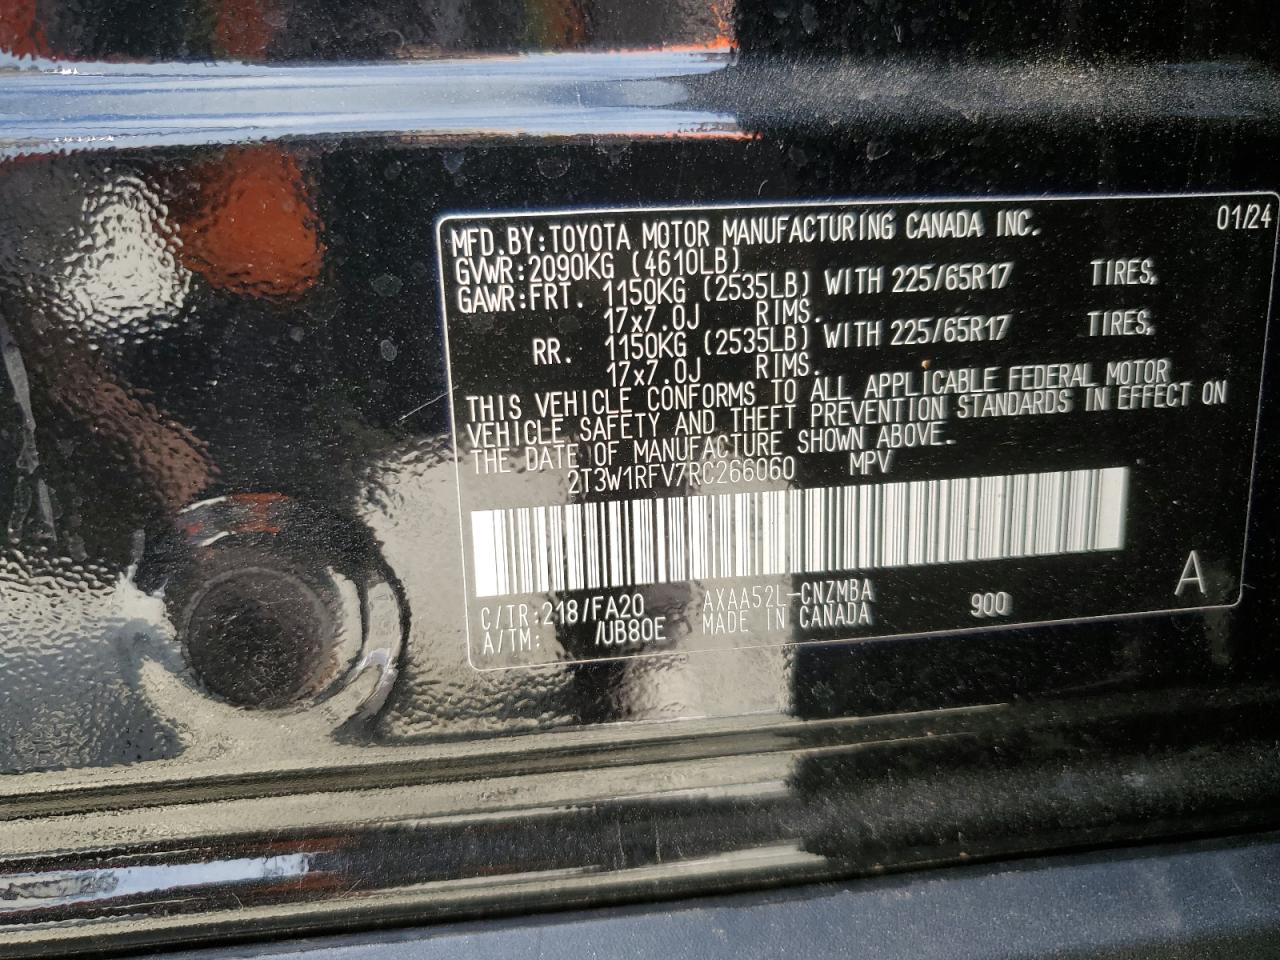 MFD.BY:TOYOTA MOTOR MANUFACTURING CANADA INC. 01/24
GVWR:2090KG (4610LB)
GAWR:FRT. 1150KG (2535LB) WITH 225/65R17 TIRES,
17x7.0J RIMS.
RR. 1150KG (2535LB) WITH 225/65R17 TIRES,
17x7.0J RIMS.
THIS VEHICLE CONFORMS TO ALL APPLICABLE FEDERAL MOTOR
VEHICLE SAFETY AND THEFT PREVENTION STANDARDS IN EFFECT ON
THE DATE OF MANUFACTURE SHOWN ABOVE.
2T3W1RFV7RC266060 MPV
C/TR:218/FA20 AXAA52L-CNZMBA 900 A
A/TM: /UB80E MADE IN CANADA